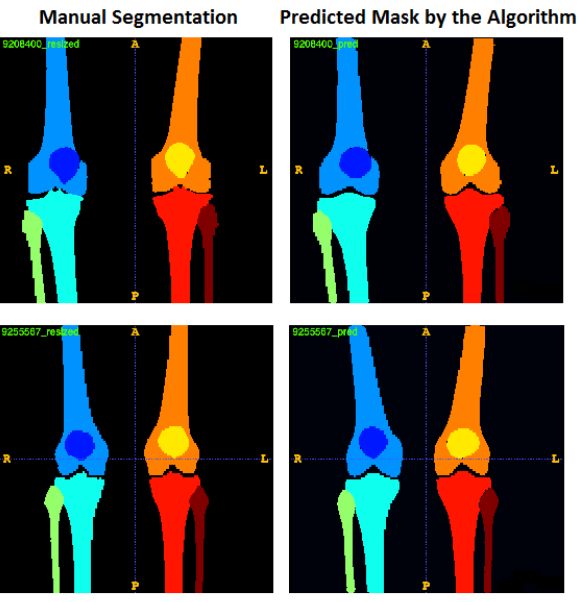 Manual Segmentation
Predicted Mask by the Algorithm
9208400_resized
A
R
L
P
9208400_pred
A
R
L
P
9255567_resized
A
R
L
P
9255567_pred
A
R
L
P